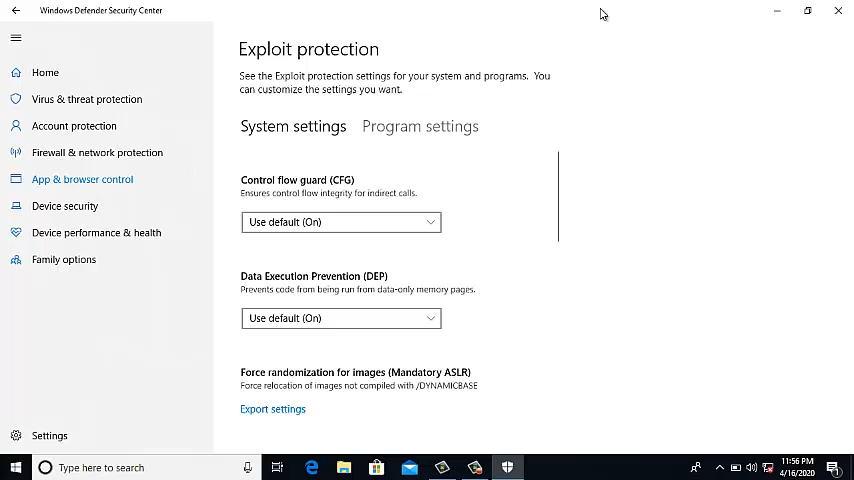 Windows Defender Security Center
Home
Virus & threat protection
Account protection
Firewall & network protection
App & browser control
Device security
Device performance & health
Family options
Settings
Exploit protection
See the Exploit protection settings for your system and programs. You
can customize the settings you want.
System settings Program settings
Control flow guard (CFG)
Ensures control flow integrity for indirect calls.
Use default (On)
Data Execution Prevention (DEP)
Prevents code from being run from data-only memory pages.
Use default (On)
Force randomization for images (Mandatory ASLR)
Force relocation of images not compiled with /DYNAMICBASE
Export settings
Type here to search
11:56 PM
4/16/2020
1